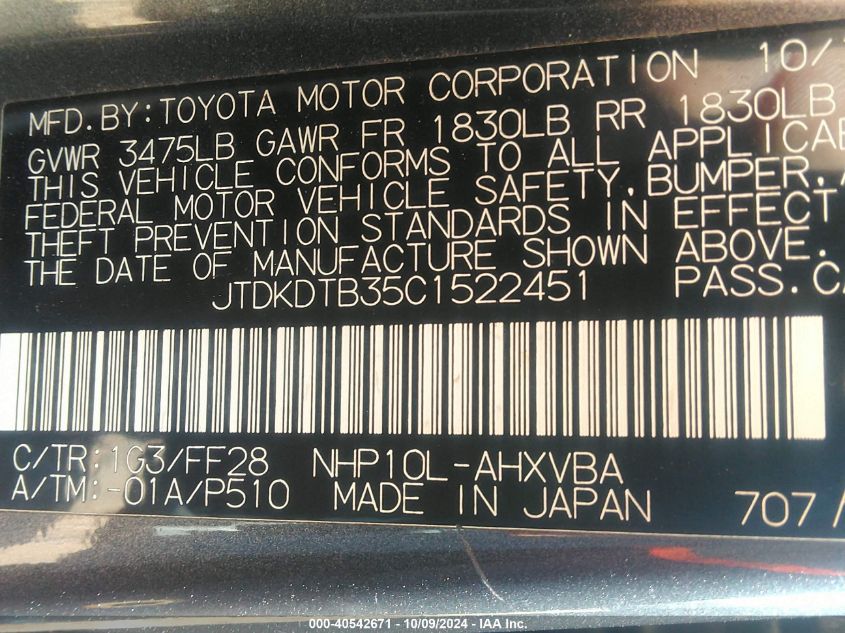 MFD.BY:TOYOTA MOTOR CORPORATION 10/
GVWR 3475LB GAWR FR 1830LB RR 1830LB
THIS VEHICLE CONFORMS TO ALL
FEDERAL MOTOR VEHICLE SAFETY,BUMPER,
THEFT PREVENTION STANDARDS IN EFFECT
THE DATE OF MANUFACTURE SHOWN ABOVE.
JTDKDTB35C1522451 PASS.
C/TR:1G3/FF28 NHP10L-AHXVBA
A/TM:-01A/P510 MADE IN JAPAN 707/
000-40542671 - 10/09/2024 - IAA Inc.